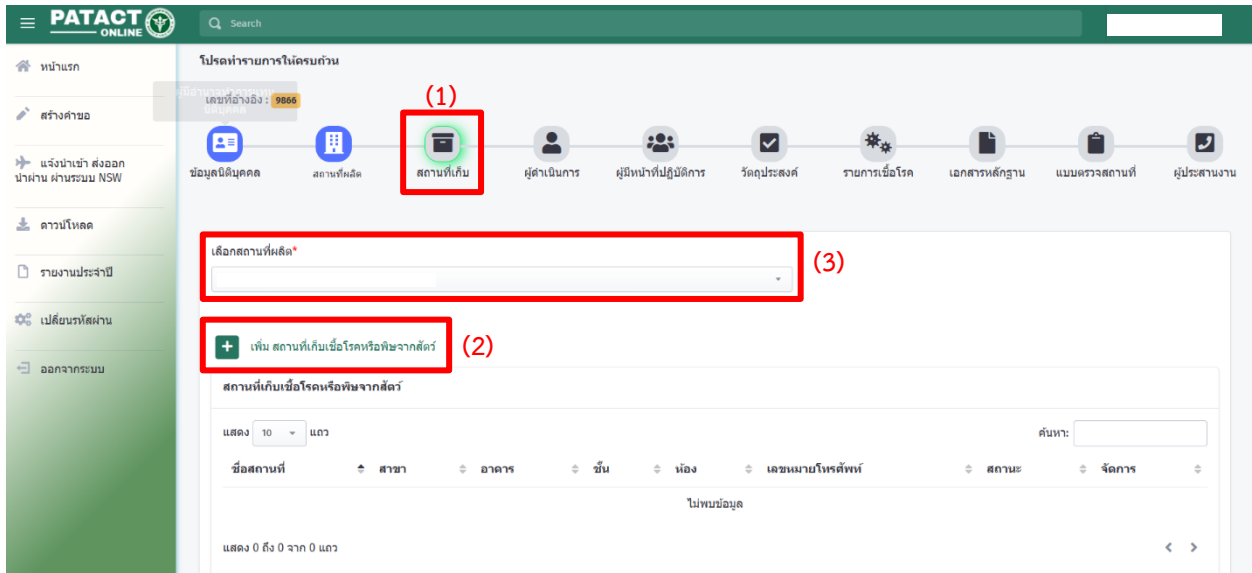 PATACT
ONLINE
Search
หน้าแรก
สร้างคำขอ
แจ้งนำเข้า ส่งออก
นำผ่าน ผ่านระบบ NSW
ดาวน์โหลด
รายงานประจำปี
เปลี่ยนรหัสผ่าน
ออกจากระบบ
โปรดทำรายการให้ครบถ้วน
เลขที่อ้างอิง : 9866
(1)
ข้อมูลนิติบุคคล
สถานที่ผลิต
สถานที่เก็บ
ผู้ดำเนินการ
ผู้มีหน้าที่ปฏิบัติการ
วัตถุประสงค์
รายการเชื้อโรค
เอกสารหลักฐาน
แบบตรวจสถานที่
ผู้ประสานงาน
เลือกสถานที่ผลิต*
(3)
+ เพิ่ม สถานที่เก็บเชื้อโรคหรือพิษจากสัตว์
(2)
สถานที่เก็บเชื้อโรคหรือพิษจากสัตว์
แสดง 10 แถว
ค้นหา:
ชื่อสถานที่ สาขา อาคาร ชั้น ห้อง เลขหมายโทรศัพท์ สถานะ จัดการ
ไม่พบข้อมูล
แสดง 0 ถึง 0 จาก 0 แถว